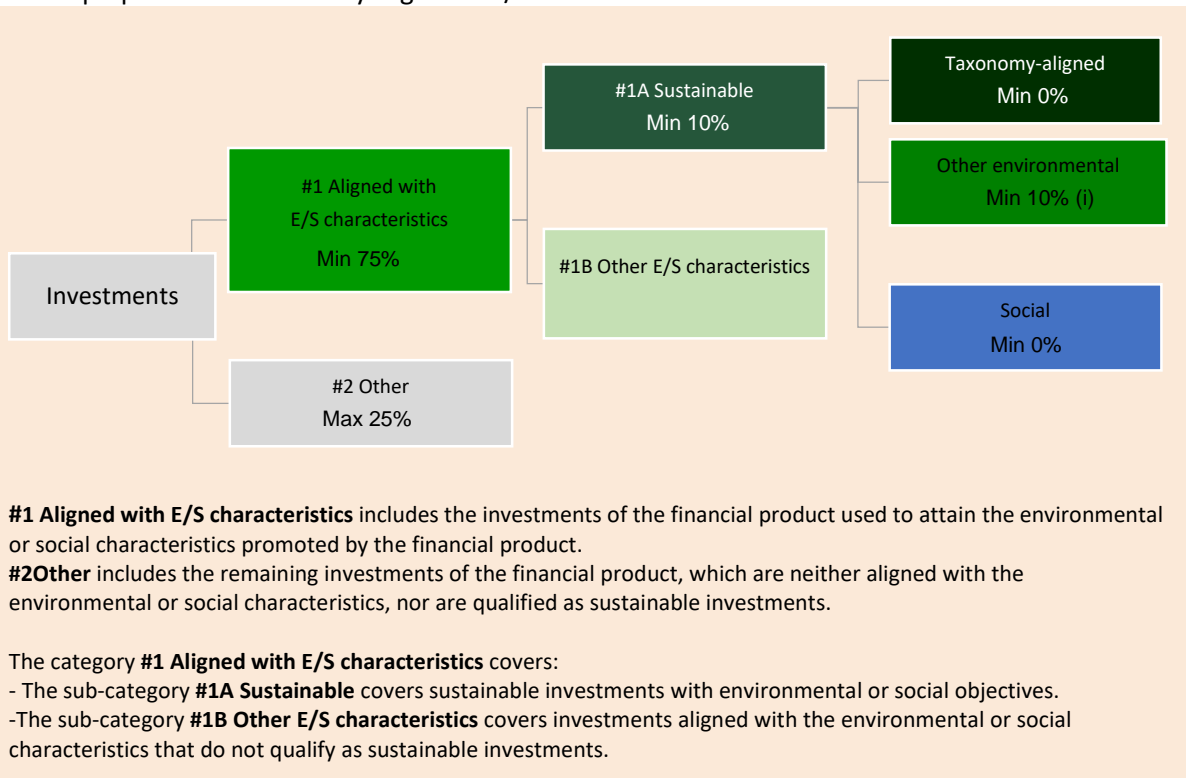 Investments
#1 Aligned with
E/S characteristics
Min 75%
#2 Other
Max 25%
#1A Sustainable
Min 10%
#1B Other E/S characteristics
Taxonomy-aligned
Min 0%
Other environmental
Min 10% (i)
Social
Min 0%
#1 Aligned with E/S characteristics includes the investments of the financial product used to attain the environmental
or social characteristics promoted by the financial product.
#2Other includes the remaining investments of the financial product, which are neither aligned with the
environmental or social characteristics, nor are qualified as sustainable investments.
The category #1 Aligned with E/S characteristics covers:
- The sub-category #1A Sustainable covers sustainable investments with environmental or social objectives.
-The sub-category #1B Other E/S characteristics covers investments aligned with the environmental or social
characteristics that do not qualify as sustainable investments.